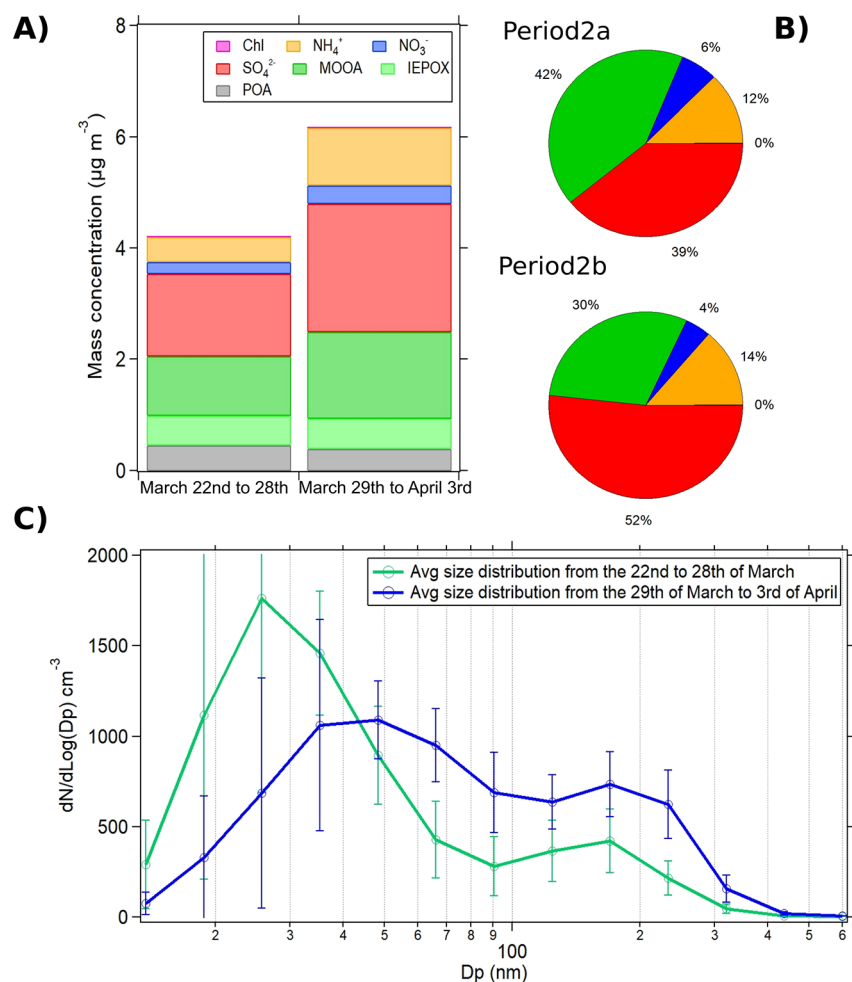 A)
8
6
4
2
0
Mass concentration (µg m⁻³)
Chl NH₄⁺ NO₃⁻
SO₄²⁻ MOOA IEPOX
POA
March 22nd to 28th March 29th to April 3rd
B)
Period2a
42%
6%
12%
0%
39%
Period2b
30%
4%
14%
0%
52%
C)
2000
1500
1000
500
0
dN/dLog(Dp) cm⁻³
Avg size distribution from the 22nd to 28th of March
Avg size distribution from the 29th of March to 3rd of April
2 3 4 5 6 7 8 9 100 2 3 4 5 6
Dp (nm)